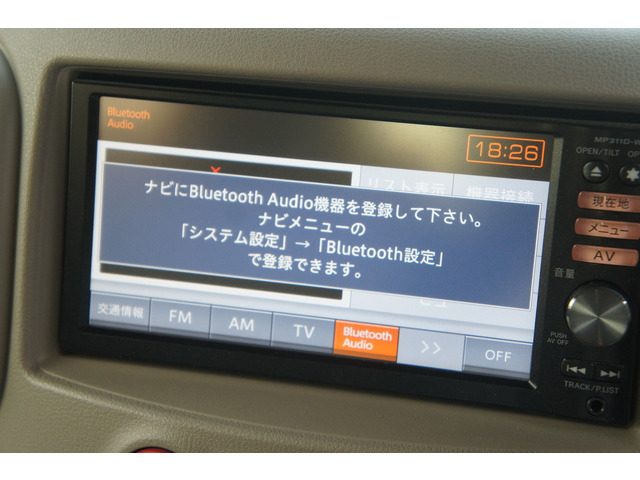 Bluetooth
Audio
18:26
MP311D-W
OPEN/TILT
リスト表示
機器接続
ナビにBluetooth Audio機器を登録して下さい。
ナビメニューの
「システム設定」→「Bluetooth設定」
で登録できます。
現在地
メニュー
AV
音量
交通情報
FM
AM
TV
Bluetooth
Audio
>>
OFF
PUSH
AV OFF
TRACK/P.LIST